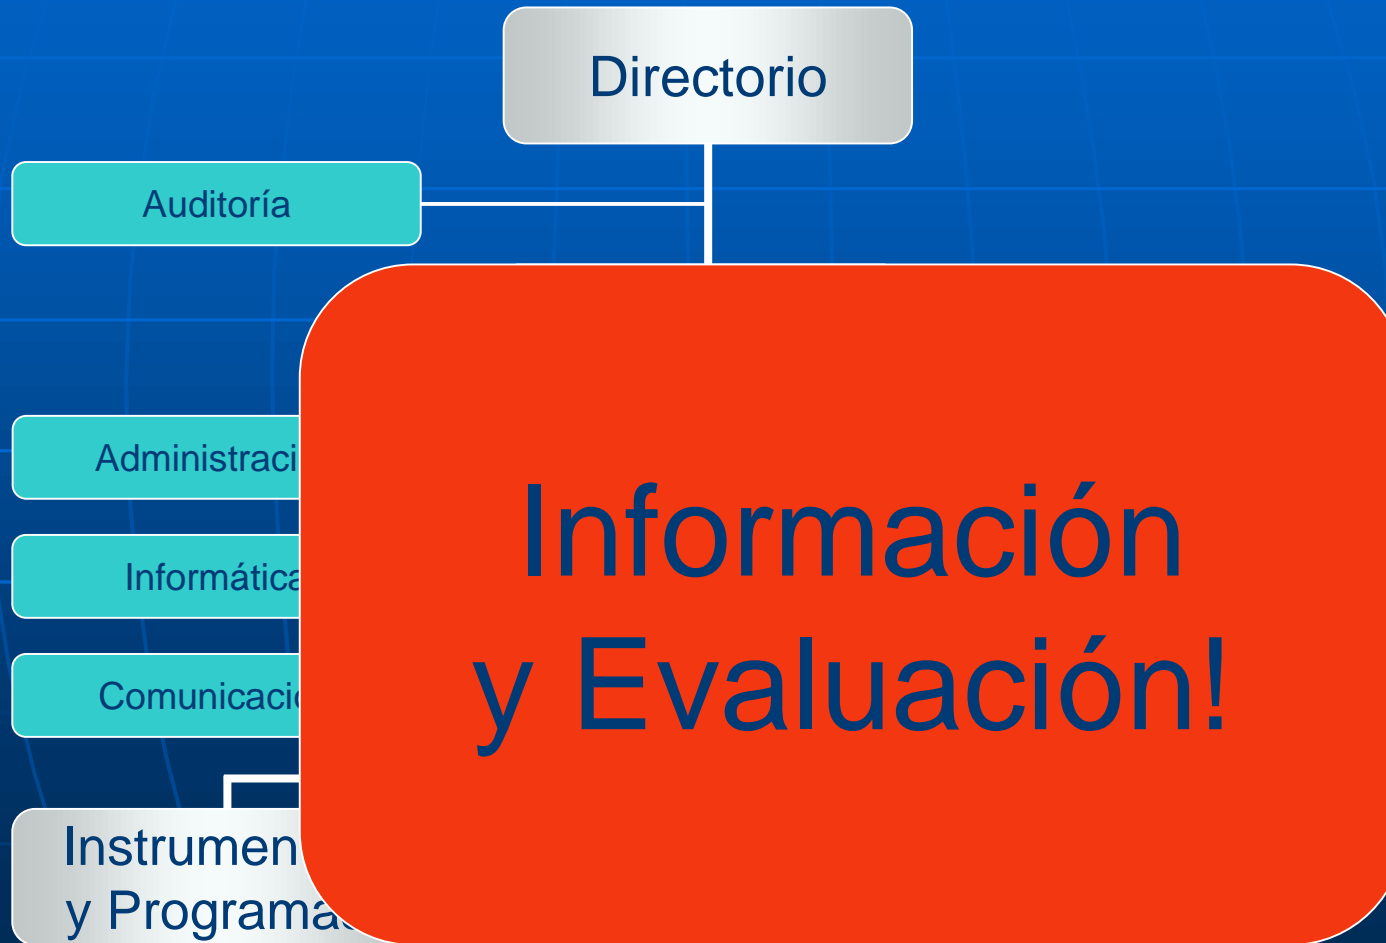 Directorio
Auditoría
Administraci
Informática
Comunicaci
Información
y Evaluación!
Instrumen
y Programa